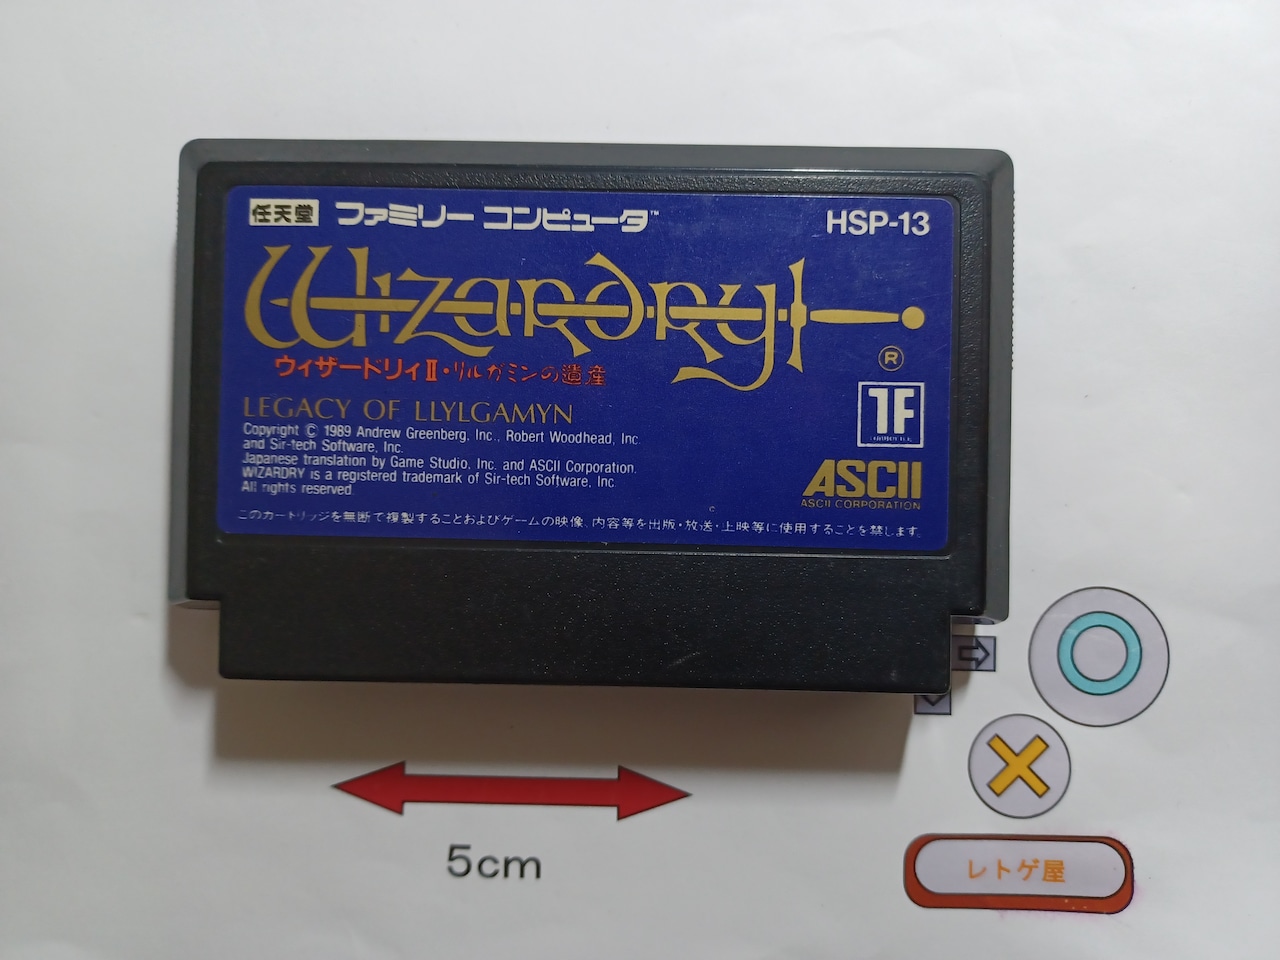 任天堂 ファミリー コンピュータ™ HSP-13
Wizardry
®
ウィザードリィⅡ・リルガミンの遺産
LEGACY OF LLYLGAMYN
Copyright © 1989 Andrew Greenberg, Inc., Robert Woodhead, Inc.
and Sir-tech Software, Inc.
Japanese translation by Game Studio, Inc. and ASCII Corporation.
WIZARDRY is a registered trademark of Sir-tech Software, Inc.
All rights reserved.
1F
ASCII
ASCII CORPORATION
C
このカートリッジを無断で複製することおよびゲームの映像、内容等を出版・放送・上映等に使用することを禁じます。
5cm
レトゲ屋